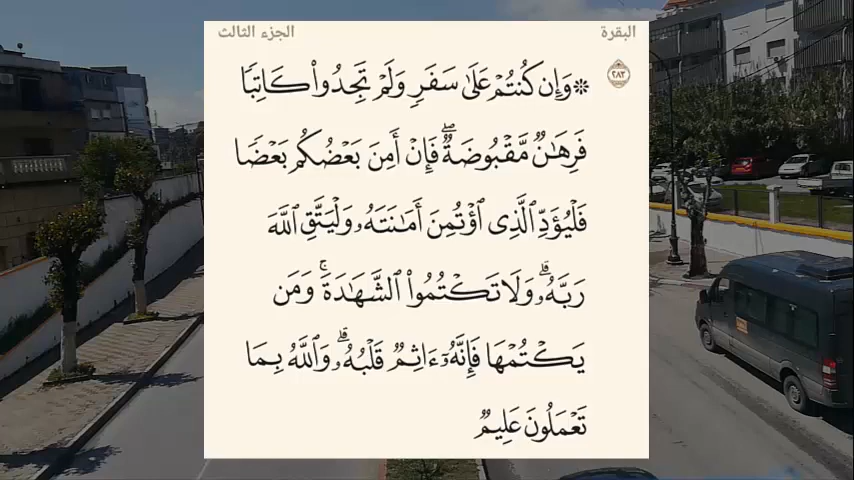 البقرة الجزء الثالث
۞ وَإِن كُنتُمْ عَلَىٰ سَفَرٍ وَلَمْ تَجِدُوا۟ كَاتِبًا
فَرِهَـٰنٌ مَّقْبُوضَةٌ ۖ فَإِنْ أَمِنَ بَعْضُكُم بَعْضًا
فَلْيُؤَدِّ ٱلَّذِى ٱؤْتُمِنَ أَمَـٰنَتَهُۥ وَلْيَتَّقِ ٱللَّهَ
رَبَّهُۥ ۗ وَلَا تَكْتُمُوا۟ ٱلشَّهَـٰدَةَ ۚ وَمَن
يَكْتُمْهَا فَإِنَّهُۥٓ ءَاثِمٌ قَلْبُهُۥ ۗ وَٱللَّهُ بِمَا
تَعْمَلُونَ عَلِيمٌ
٢٨٣